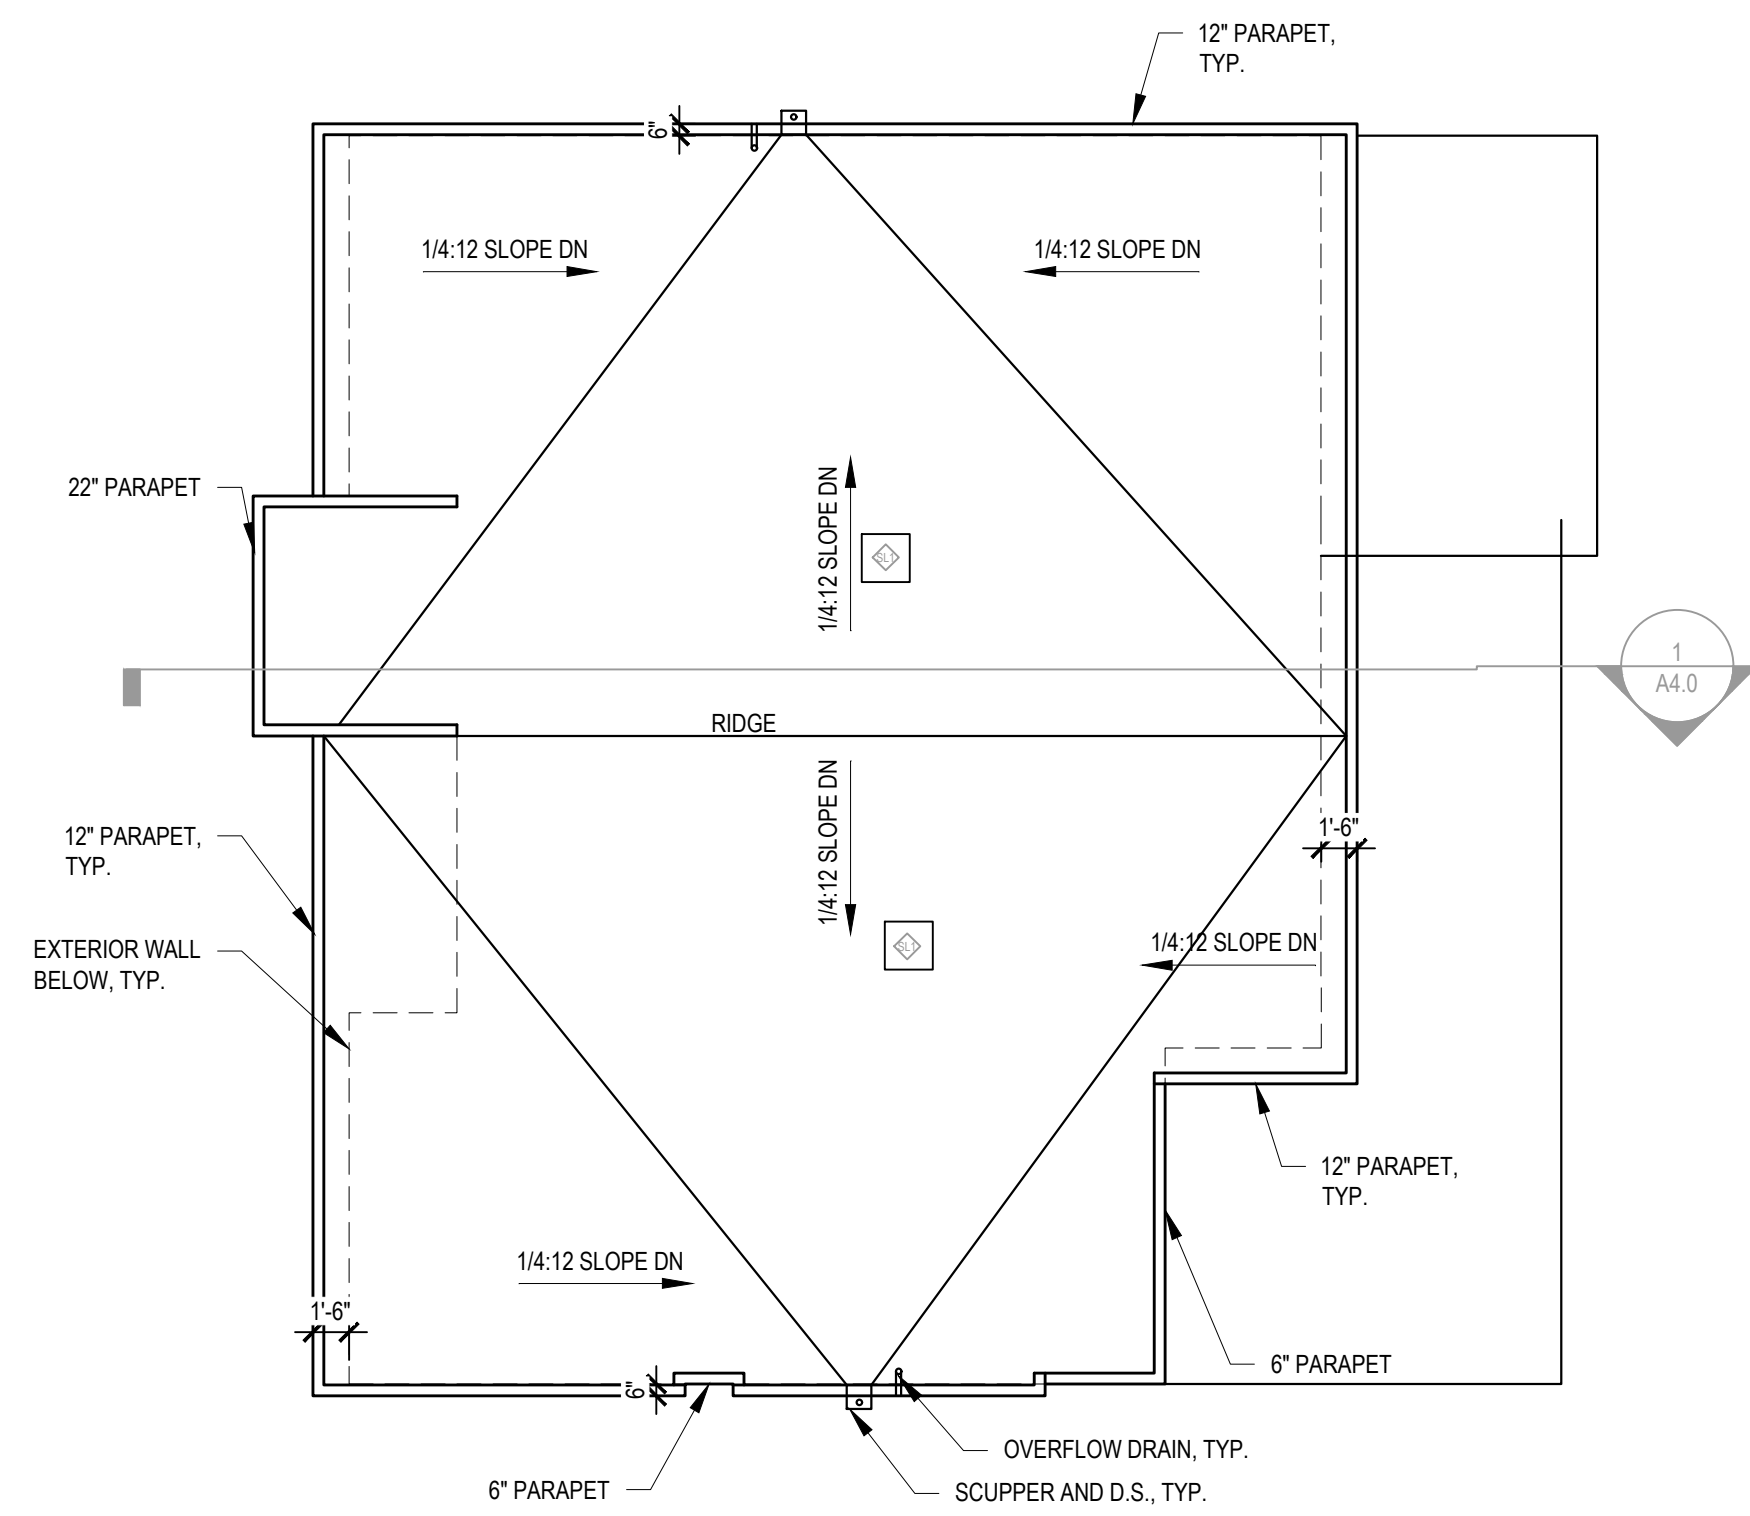 12" PARAPET,
TYP.
6"
1/4:12 SLOPE DN
1/4:12 SLOPE DN
22" PARAPET
1/4:12 SLOPE DN
SL1
1
A4.0
RIDGE
1/4:12 SLOPE DN
12" PARAPET,
TYP.
1'-6"
EXTERIOR WALL
BELOW, TYP.
SL1
1/4:12 SLOPE DN
12" PARAPET,
TYP.
1/4:12 SLOPE DN
1'-6"
6" PARAPET
6"
OVERFLOW DRAIN, TYP.
6" PARAPET
SCUPPER AND D.S., TYP.